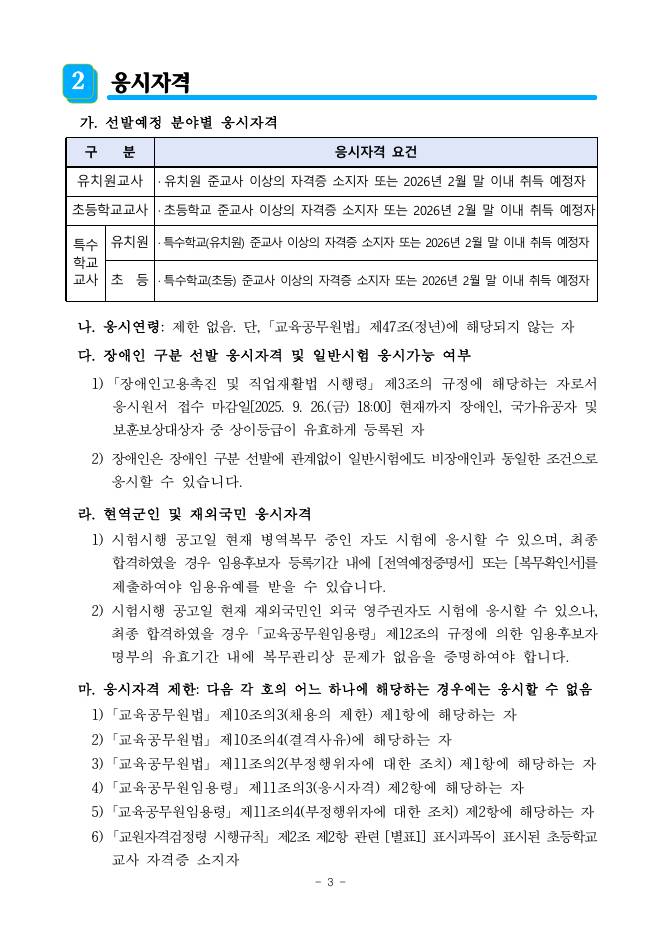 2 응시자격
가. 선발예정 분야별 응시자격
구 분 응시자격 요건
유치원교사 · 유치원 준교사 이상의 자격증 소지자 또는 2026년 2월 말 이내 취득 예정자
초등학교교사 · 초등학교 준교사 이상의 자격증 소지자 또는 2026년 2월 말 이내 취득 예정자
특수
학교
교사
유치원 · 특수학교(유치원) 준교사 이상의 자격증 소지자 또는 2026년 2월 말 이내 취득 예정자
초 등 · 특수학교(초등) 준교사 이상의 자격증 소지자 또는 2026년 2월 말 이내 취득 예정자
나. 응시연령: 제한 없음. 단,「교육공무원법」제47조(정년)에 해당되지 않는 자
다. 장애인 구분 선발 응시자격 및 일반시험 응시가능 여부
1)「장애인고용촉진 및 직업재활법 시행령」제3조의 규정에 해당하는 자로서
응시원서 접수 마감일[2025. 9. 26.(금) 18:00] 현재까지 장애인, 국가유공자 및
보훈보상대상자 중 상이등급이 유효하게 등록된 자
2) 장애인은 장애인 구분 선발에 관계없이 일반시험에도 비장애인과 동일한 조건으로
응시할 수 있습니다.
라. 현역군인 및 재외국민 응시자격
1) 시험시행 공고일 현재 병역복무 중인 자도 시험에 응시할 수 있으며, 최종
합격하였을 경우 임용후보자 등록기간 내에 [전역예정증명서] 또는 [복무확인서]를
제출하여야 임용유예를 받을 수 있습니다.
2) 시험시행 공고일 현재 재외국민인 외국 영주권자도 시험에 응시할 수 있으나,
최종 합격하였을 경우「교육공무원임용령」제12조의 규정에 의한 임용후보자
명부의 유효기간 내에 복무관리상 문제가 없음을 증명하여야 합니다.
마. 응시자격 제한: 다음 각 호의 어느 하나에 해당하는 경우에는 응시할 수 없음
1)「교육공무원법」제10조의3(채용의 제한) 제1항에 해당하는 자
2)「교육공무원법」제10조의4(결격사유)에 해당하는 자
3)「교육공무원법」제11조의2(부정행위자에 대한 조치) 제1항에 해당하는 자
4)「교육공무원임용령」제11조의3(응시자격) 제2항에 해당하는 자
5)「교육공무원임용령」제11조의4(부정행위자에 대한 조치) 제2항에 해당하는 자
6)「교원자격검정령 시행규칙」제2조 제2항 관련 [별표1] 표시과목이 표시된 초등학교
교사 자격증 소지자
- 3 -